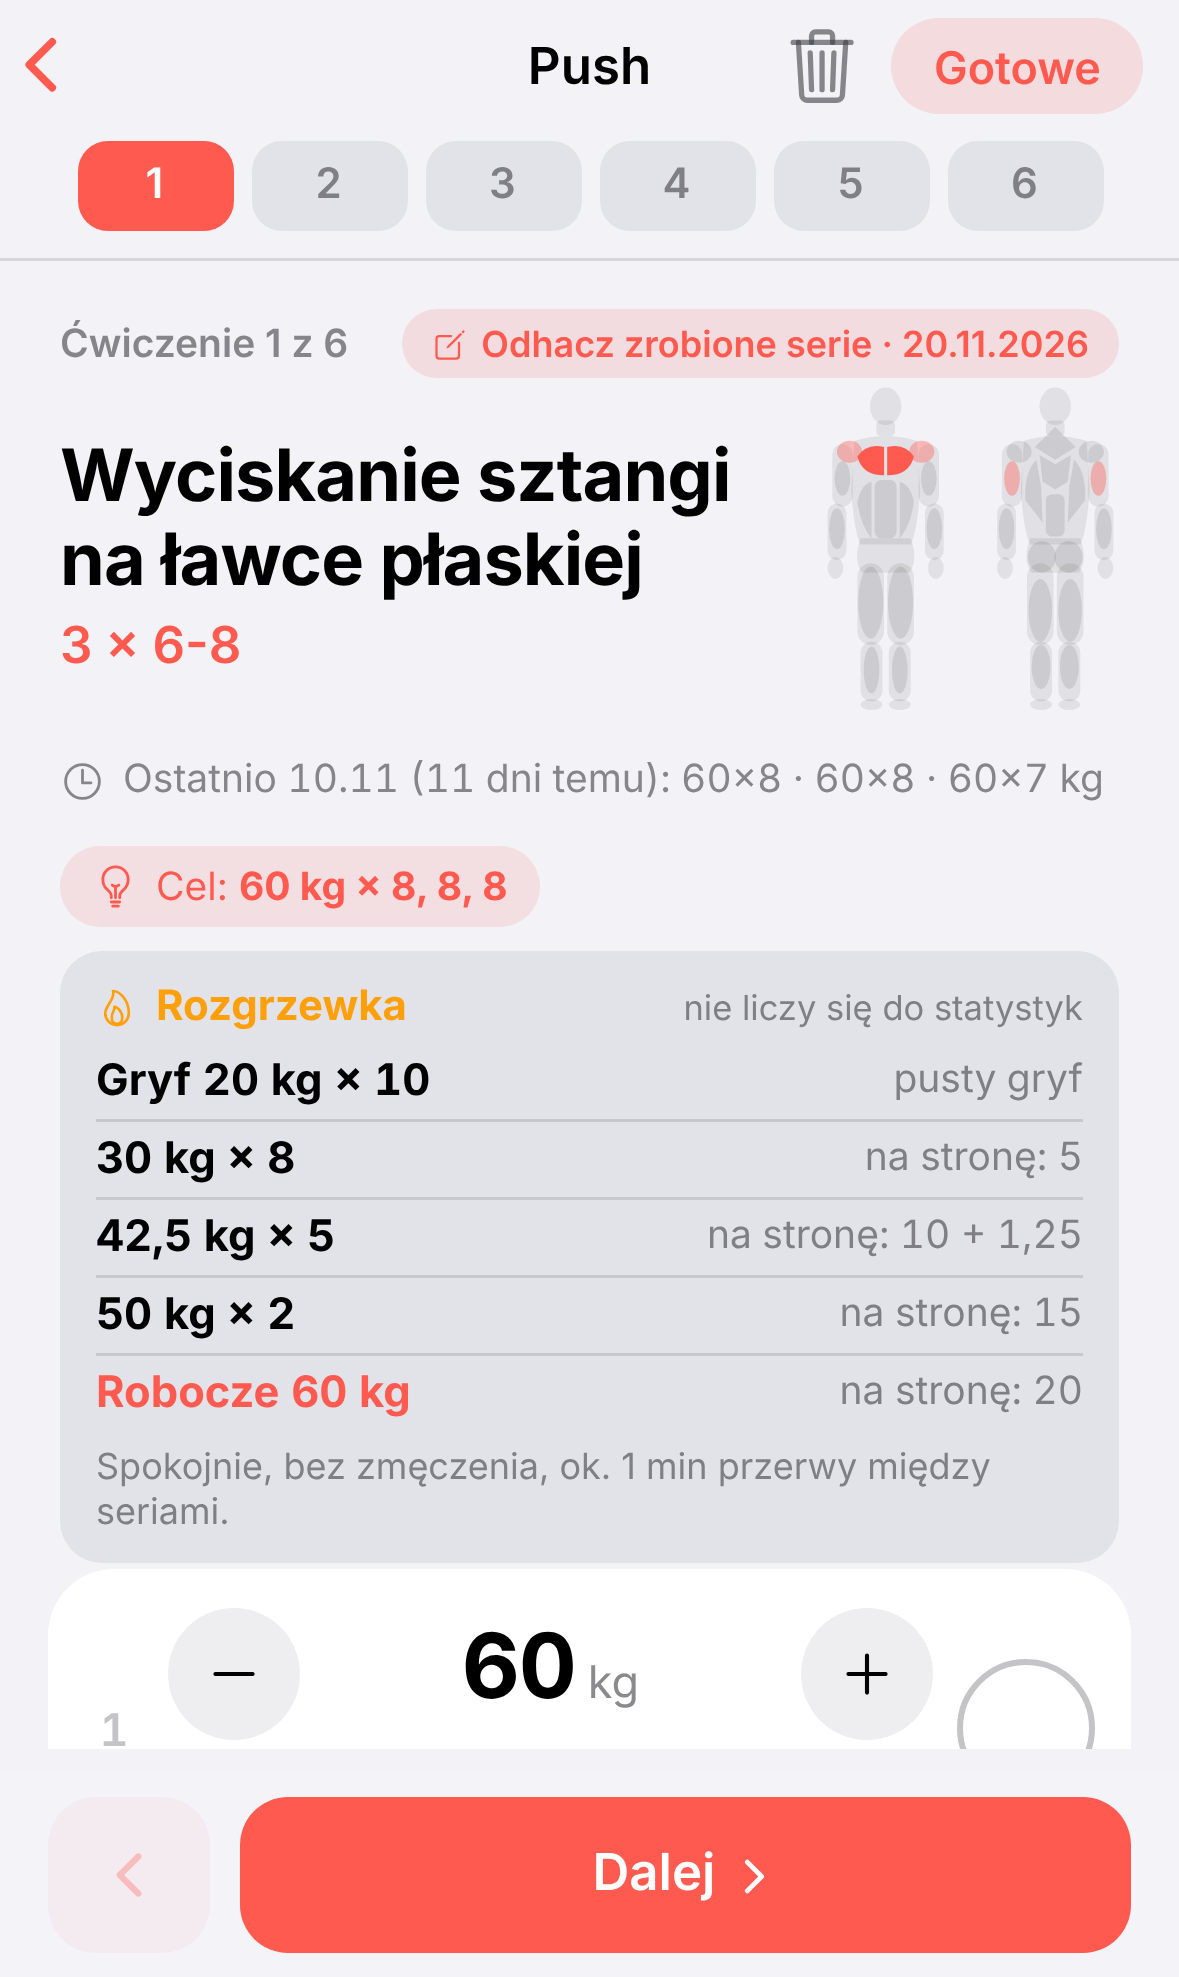 Push
Gotowe
1 2 3 4 5 6
Ćwiczenie 1 z 6
Odhacz zrobione serie · 20.11.2026
Wyciskanie sztangi
na ławce płaskiej
3 × 6-8
Ostatnio 10.11 (11 dni temu): 60×8 · 60×8 · 60×7 kg
Cel: 60 kg × 8, 8, 8
Rozgrzewka
nie liczy się do statystyk
Gryf 20 kg × 10
pusty gryf
30 kg × 8
na stronę: 5
42,5 kg × 5
na stronę: 10 + 1,25
50 kg × 2
na stronę: 15
Robocze 60 kg
na stronę: 20
Spokojnie, bez zmęczenia, ok. 1 min przerwy między
seriami.
60 kg
1
Dalej